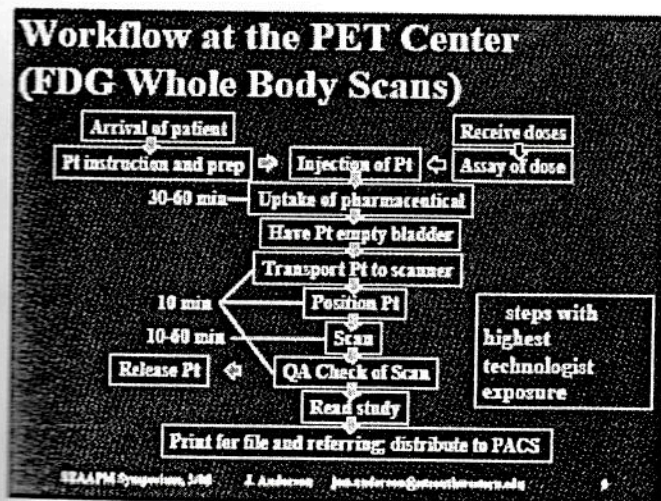 Workflow at the PET Center
(FDG Whole Body Scans)
Arrival of patient
Receive doses
Pt instruction and prep
Injection of Pt
Assay of dose
30-60 min
Uptake of pharmaceutical
Have Pt empty bladder
Transport Pt to scanner
10 min
Position Pt
steps with
highest
technologist
exposure
10-60 min
Scan
Release Pt
QA Check of Scan
Read study
Print for file and referring; distribute to PACS
SEAAPM Symposium, J. Anderson